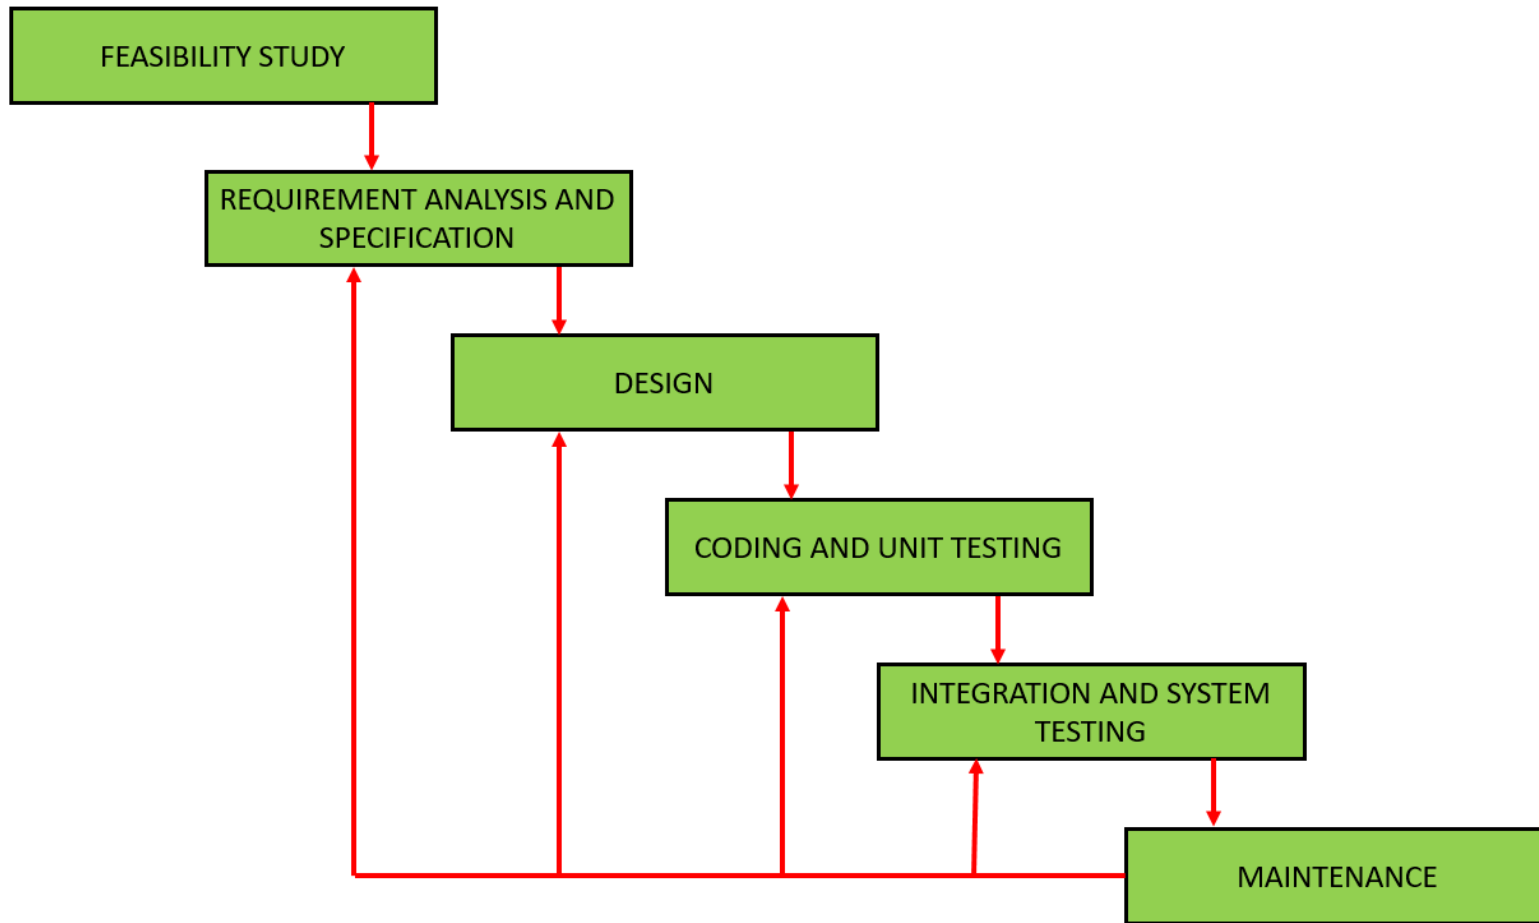 FEASIBILITY STUDY
REQUIREMENT ANALYSIS AND
SPECIFICATION
DESIGN
CODING AND UNIT TESTING
INTEGRATION AND SYSTEM
TESTING
MAINTENANCE